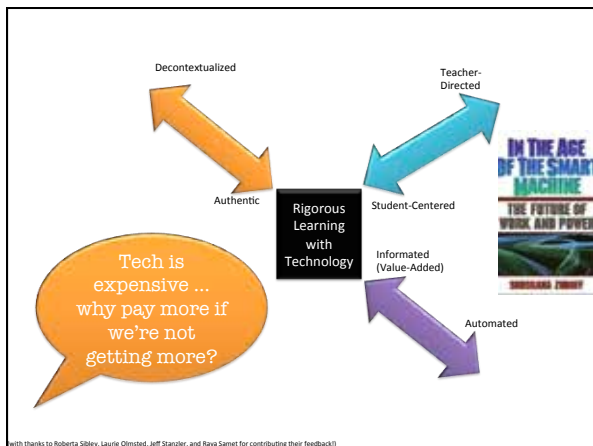 Decontextualized
Teacher-
Directed
IN THE AGE
OF THE SMART
MACHINE
THE FUTURE OF
WORK AND POWER
SHOSHANA ZUBOFF
Authentic
Rigorous
Learning
with
Technology
Student-Centered
Informated
(Value-Added)
Automated
Tech is
expensive ...
why pay more if
we're not
getting more?
(with thanks to Roberta Sibley, Laurie Olmsted, Jeff Stanzler, and Raya Samet for contributing their feedback!)